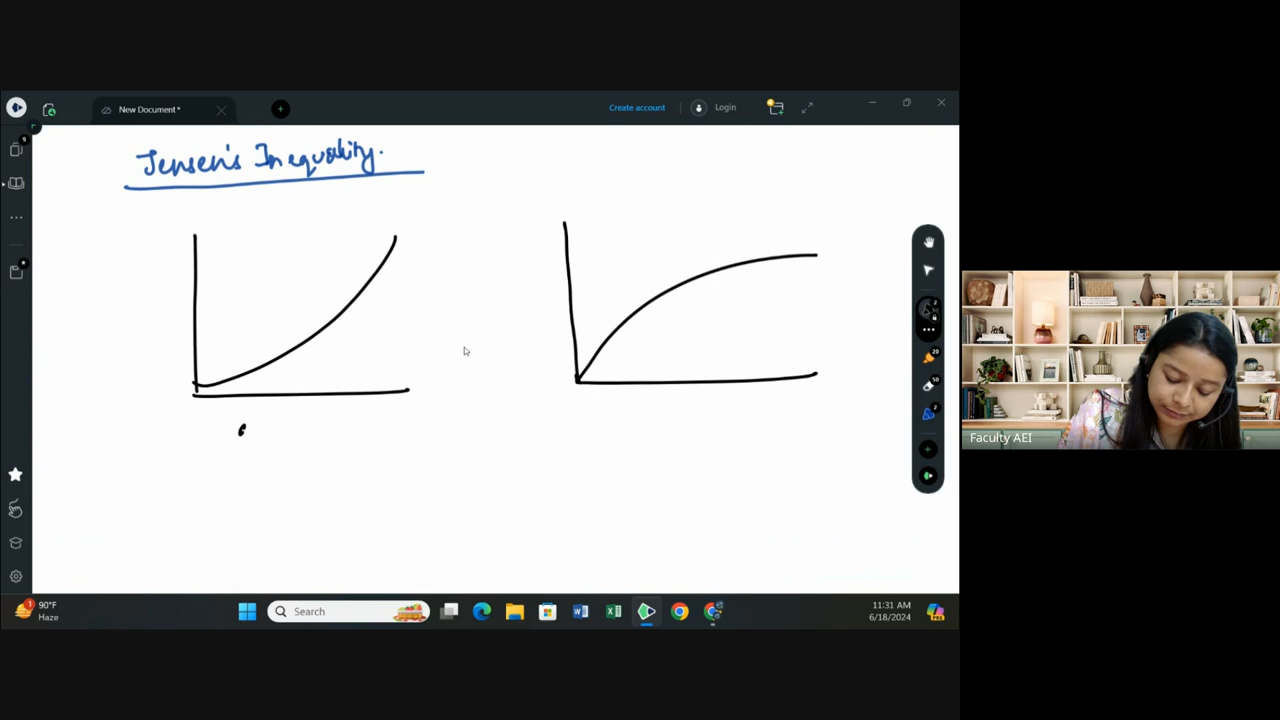 New Document *
Create account
Login
Jensen's Inequality.
Faculty AEI
90°F
Haze
Search
11:31 AM
6/18/2024